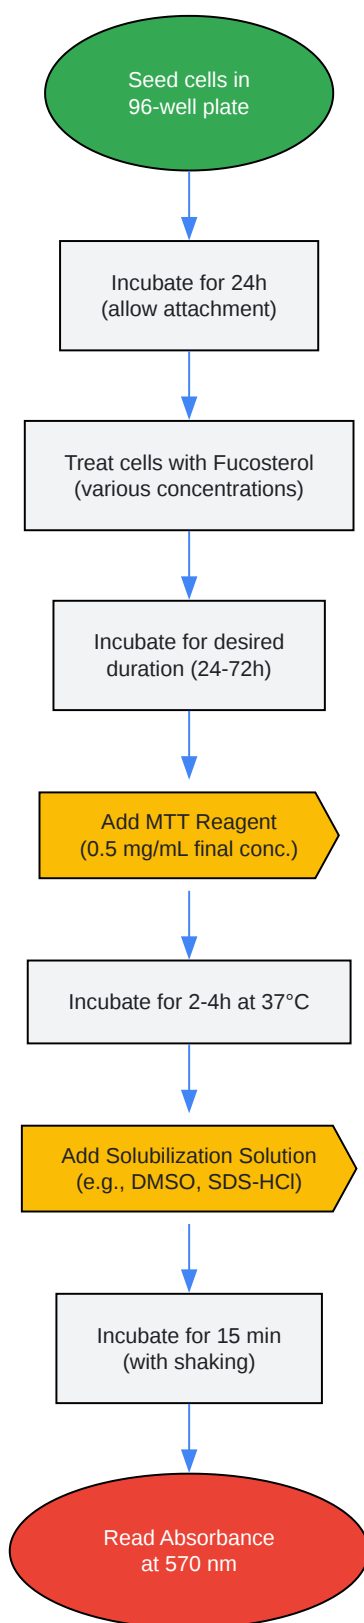 Seed cells in
96-well plate
Incubate for 24h
(allow attachment)
Treat cells with Fucosterol
(various concentrations)
Incubate for desired
duration (24-72h)
Add MTT Reagent
(0.5 mg/mL final conc.)
Incubate for 2-4h at 37°C
Add Solubilization Solution
(e.g., DMSO, SDS-HCl)
Incubate for 15 min
(with shaking)
Read Absorbance
at 570 nm